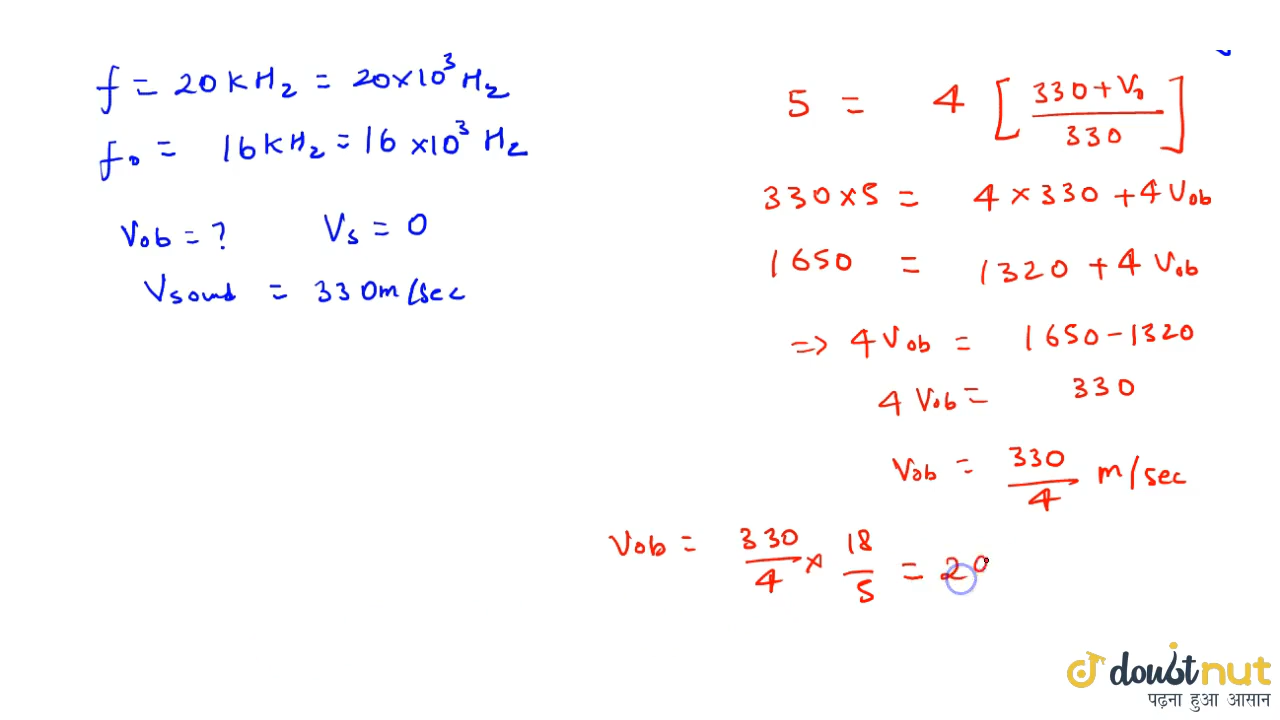 f = 20 KHz = 20×10³ Hz
f₀ = 16 KHz = 16 ×10³ Hz
Vob = ? Vs = 0
Vsound = 330m/sec
5 = 4 [(330+V₀)/330]
330×5 = 4×330+4Vob
1650 = 1320 + 4 Vob
=> 4Vob = 1650-1320
4 Vob = 330
Vob = 330/4 m/sec
Vob = 330/4 × 18/5 = 29
doubtnut
पढ़ना हुआ आसान